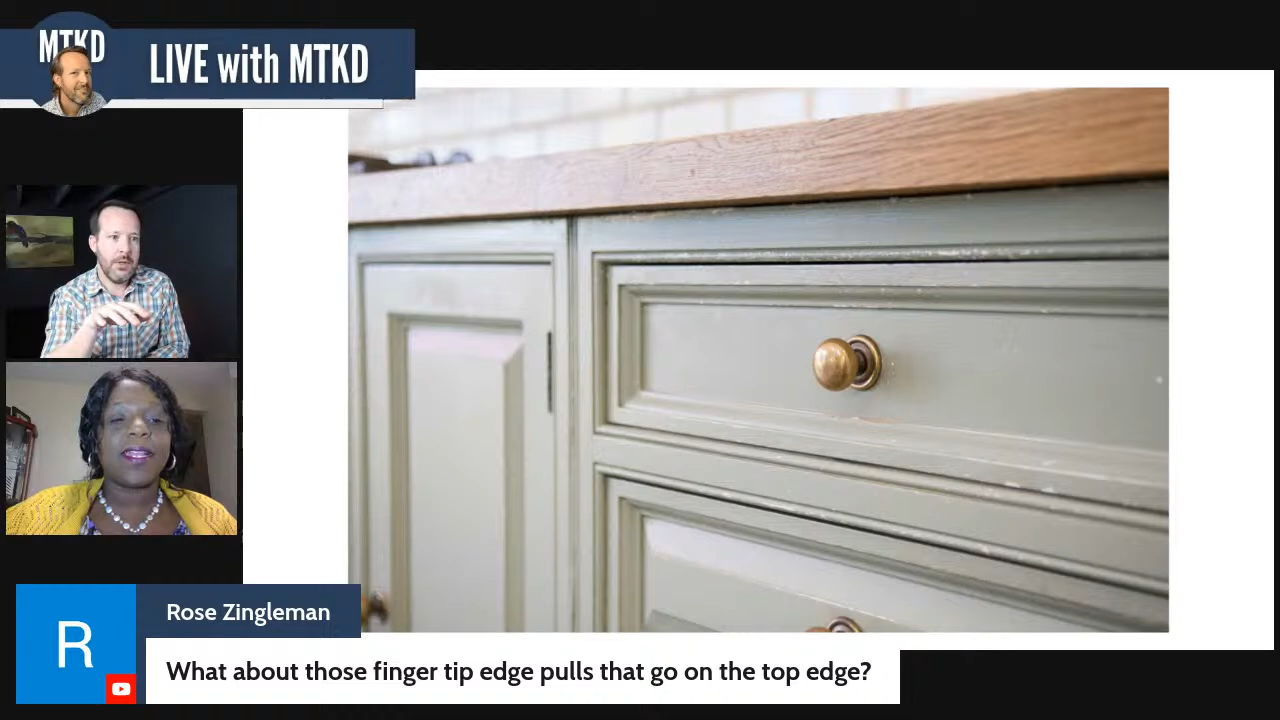 MTKD
LIVE with MTKD
R
Rose Zingleman
What about those finger tip edge pulls that go on the top edge?